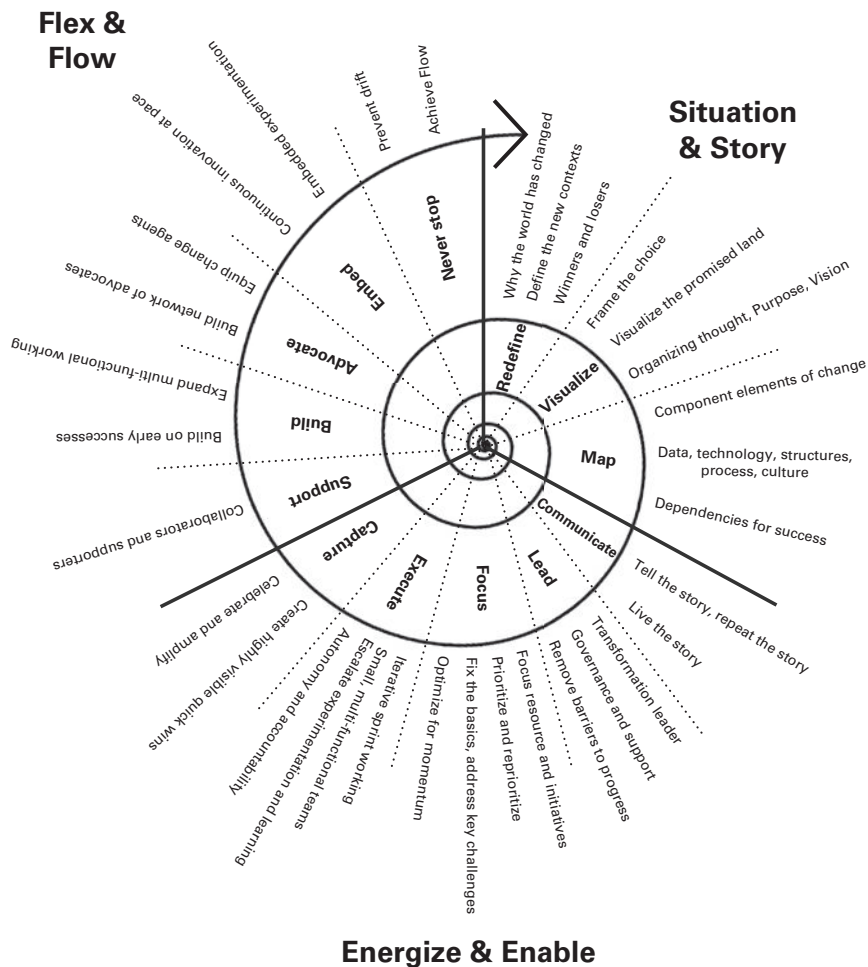 Flex &
Flow
Situation
& Story
Energize & Enable
Redefine
Why the world has changed
Define the new contexts
Winners and losers
Visualize
Frame the choice
Visualize the promised land
Organizing thought, Purpose, Vision
Map
Component elements of change
Data, technology, structures,
process, culture
Dependencies for success
Communicate
Tell the story, repeat the story
Live the story
Lead
Transformation leader
Governance and support
Remove barriers to progress
Focus
Focus resource and initiatives
Prioritize and reprioritize
Fix the basics, address key challenges
Optimize for momentum
Execute
Iterative sprint working
Small, multi-functional teams
Escalate experimentation and learning
Autonomy and accountability
Capture
Create highly visible quick wins
Celebrate and amplify
Support
Collaborators and supporters
Build
Build on early successes
Expand multi-functional working
Advocate
Build network of advocates
Equip change agents
Embed
Continuous innovation at pace
Embedded experimentation
Never stop
Prevent drift
Achieve Flow